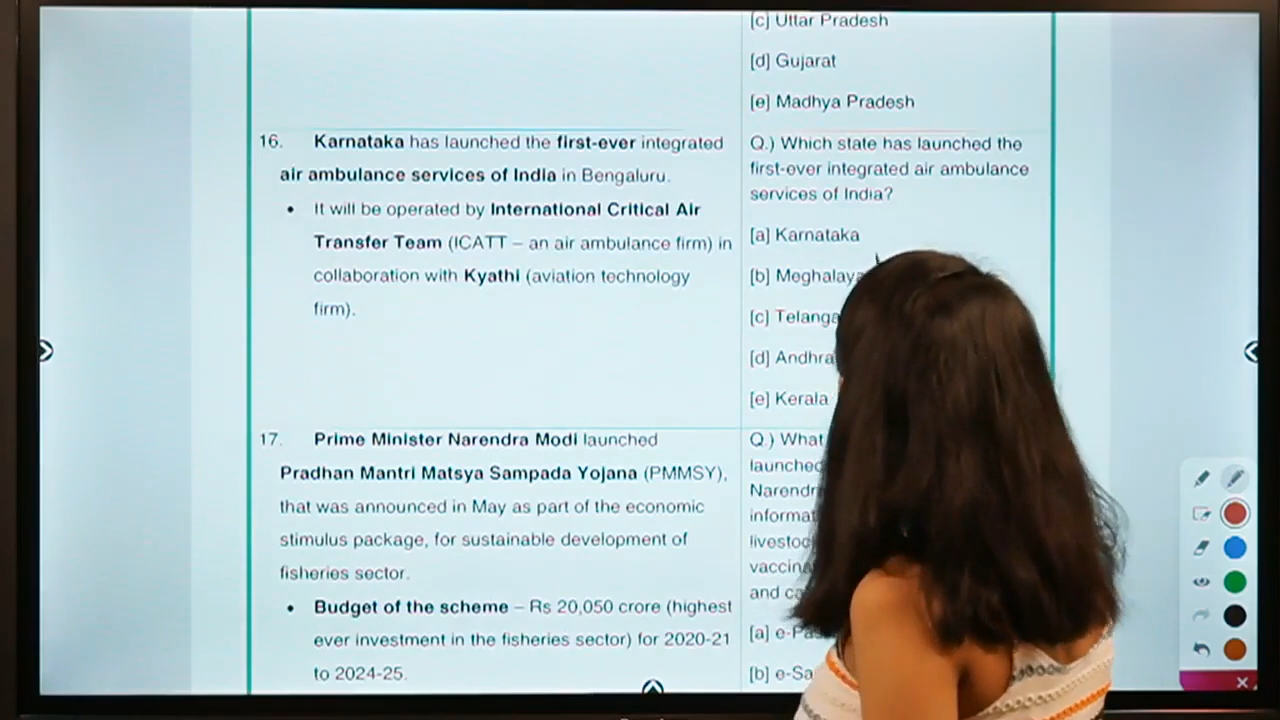 [c] Uttar Pradesh
[d] Gujarat
[e] Madhya Pradesh
16. Karnataka has launched the first-ever integrated
air ambulance services of India in Bengaluru.
• It will be operated by International Critical Air
Transfer Team (ICATT – an air ambulance firm) in
collaboration with Kyathi (aviation technology
firm).
Q.) Which state has launched the
first-ever integrated air ambulance
services of India?
[a] Karnataka
[b] Meghalaya
[c] Telanga
[d] Andhra
[e] Kerala
17. Prime Minister Narendra Modi launched
Pradhan Mantri Matsya Sampada Yojana (PMMSY),
that was announced in May as part of the economic
stimulus package, for sustainable development of
fisheries sector.
• Budget of the scheme – Rs 20,050 crore (highest
ever investment in the fisheries sector) for 2020-21
to 2024-25.
Q.) What
launched
Narendr
informat
livestoc
vaccina
and ca
[a] e-Pa
[b] e-Sa